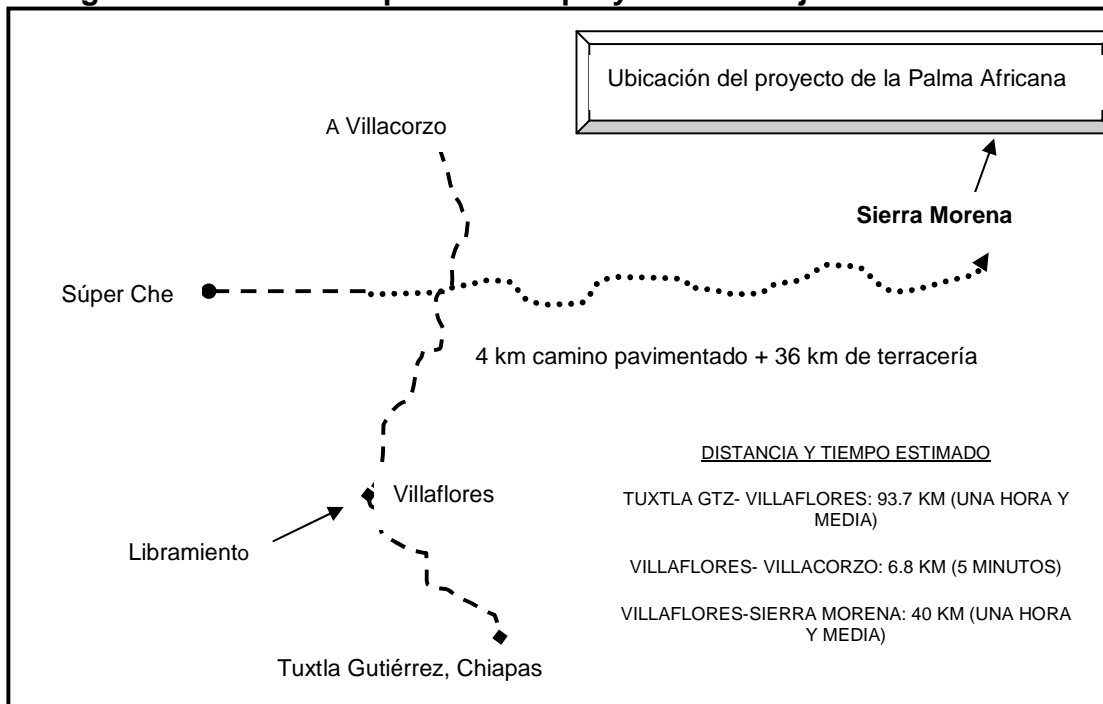 Ubicación del proyecto de la Palma Africana
A Villacorzo
Sierra Morena
Súper Che
4 km camino pavimentado + 36 km de terracería
DISTANCIA Y TIEMPO ESTIMADO
Villaflores
TUXTLA GTZ- VILLAFLORES: 93.7 KM (UNA HORA Y
MEDIA)
Libramiento
VILLAFLORES- VILLACORZO: 6.8 KM (5 MINUTOS)
VILLAFLORES-SIERRA MORENA: 40 KM (UNA HORA
Y MEDIA)
Tuxtla Gutiérrez, Chiapas